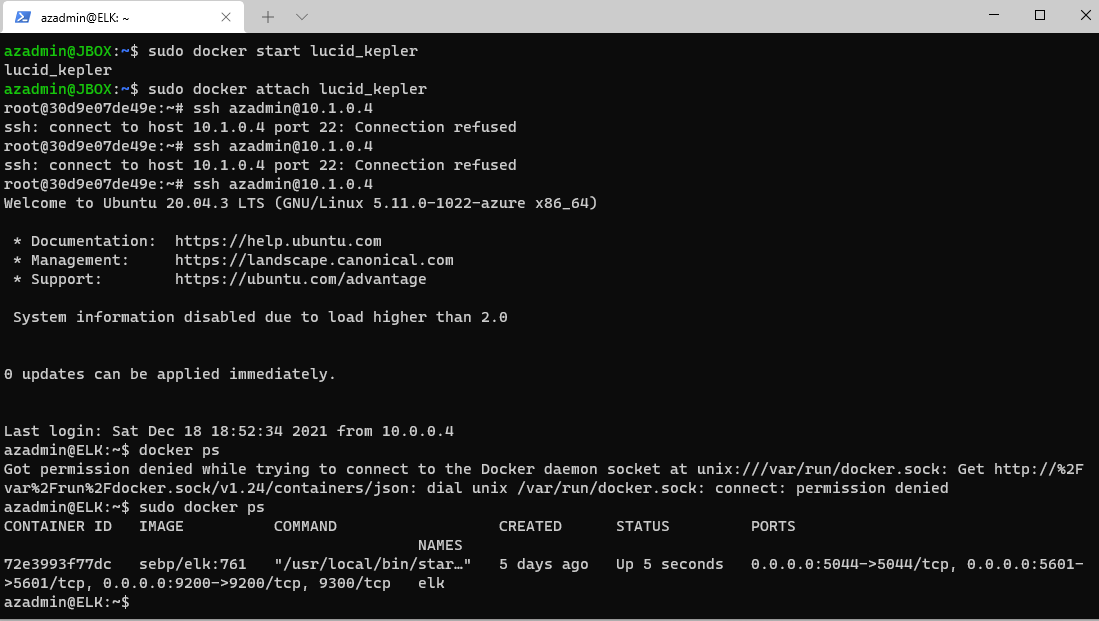 azadmin@ELK: ~
azadmin@JBOX:~$ sudo docker start lucid_kepler
lucid_kepler
azadmin@JBOX:~$ sudo docker attach lucid_kepler
root@30d9e07de49e:~# ssh azadmin@10.1.0.4
ssh: connect to host 10.1.0.4 port 22: Connection refused
root@30d9e07de49e:~# ssh azadmin@10.1.0.4
ssh: connect to host 10.1.0.4 port 22: Connection refused
root@30d9e07de49e:~# ssh azadmin@10.1.0.4
Welcome to Ubuntu 20.04.3 LTS (GNU/Linux 5.11.0-1022-azure x86_64)
* Documentation:  https://help.ubuntu.com
* Management:     https://landscape.canonical.com
* Support:        https://ubuntu.com/advantage
System information disabled due to load higher than 2.0
0 updates can be applied immediately.
Last login: Sat Dec 18 18:52:34 2021 from 10.0.0.4
azadmin@ELK:~$ docker ps
Got permission denied while trying to connect to the Docker daemon socket at unix:///var/run/docker.sock: Get http://%2F
var%2Frun%2Fdocker.sock/v1.24/containers/json: dial unix /var/run/docker.sock: connect: permission denied
azadmin@ELK:~$ sudo docker ps
CONTAINER ID   IMAGE          COMMAND                  CREATED      STATUS         PORTS
NAMES
72e3993f77dc   sebp/elk:761   "/usr/local/bin/star…"   5 days ago   Up 5 seconds   0.0.0.0:5044->5044/tcp, 0.0.0.0:5601-
>5601/tcp, 0.0.0.0:9200->9200/tcp, 9300/tcp   elk
azadmin@ELK:~$